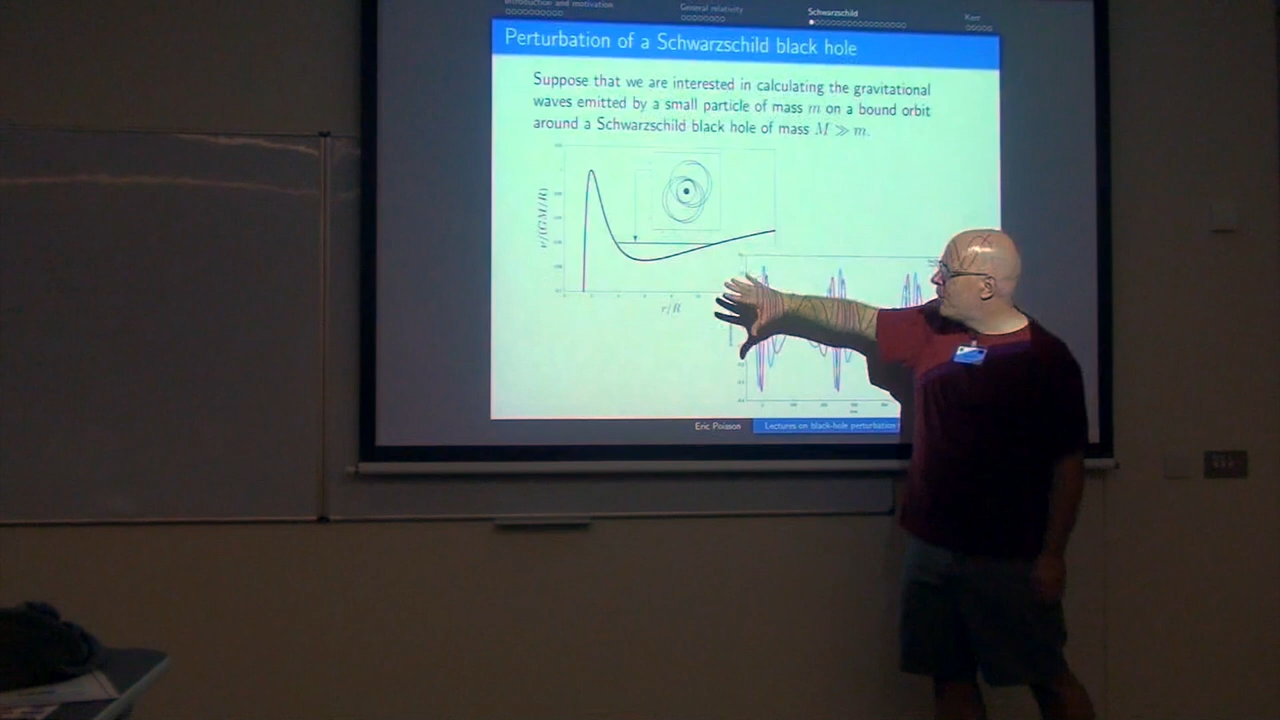 Introduction and motivation
General relativity
Schwarzschild
Kerr
Perturbation of a Schwarzschild black hole
Suppose that we are interested in calculating the gravitational
waves emitted by a small particle of mass m on a bound orbit
around a Schwarzschild black hole of mass M ≫ m.
r/R
Eric Poisson
Lectures on black-hole perturbation